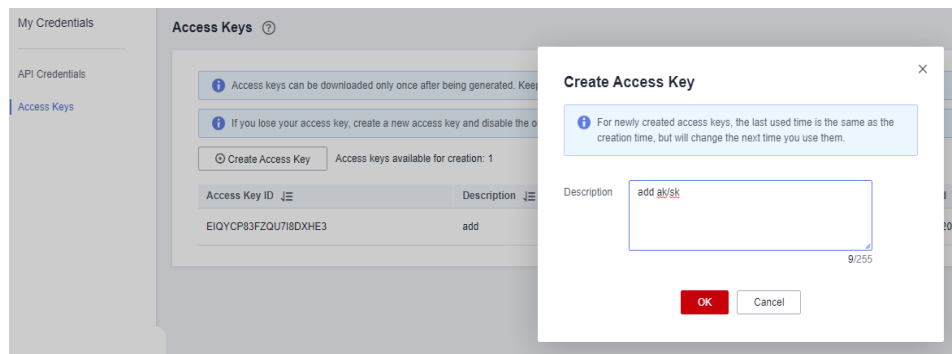 My Credentials
API Credentials
Access Keys
Access Keys
Access keys can be downloaded only once after being generated. Keep
If you lose your access key, create a new access key and disable the o
Create Access Key
Access keys available for creation: 1
Access Key ID
Description
EIQYCP83FZQU7I8DXHE3
add
20
Create Access Key
For newly created access keys, the last used time is the same as the
creation time, but will change the next time you use them.
Description
add ak/sk
9/255
OK
Cancel